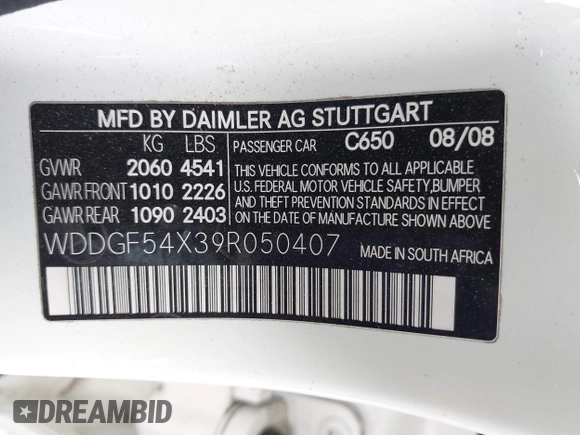 MFD BY DAIMLER AG STUTTGART
KG LBS PASSENGER CAR C650 08/08
GVWR 2060 4541 THIS VEHICLE CONFORMS TO ALL APPLICABLE
GAWR FRONT 1010 2226 U.S. FEDERAL MOTOR VEHICLE SAFETY, BUMPER
GAWR REAR 1090 2403 AND THEFT PREVENTION STANDARDS IN EFFECT
ON THE DATE OF MANUFACTURE SHOWN ABOVE.
WDDGF54X39R050407 MADE IN SOUTH AFRICA
DREAMBID